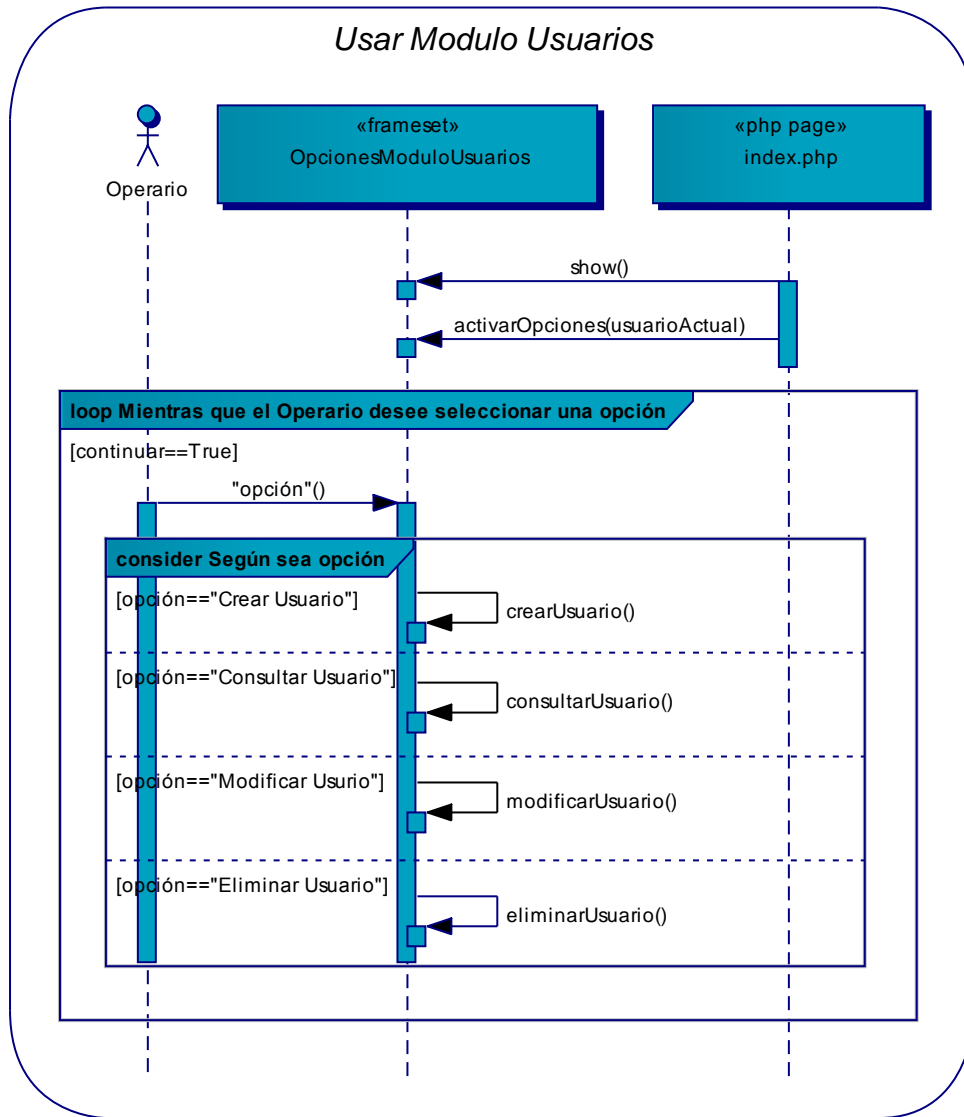 Usar Modulo Usuarios
Operario
«frameset»
OpcionesModuloUsuarios
«php page»
index.php
show()
activarOpciones(usuarioActual)
loop Mientras que el Operario desee seleccionar una opción
[continuar==True]
"opción"()
consider Según sea opción
[opción=="Crear Usuario"]
crearUsuario()
[opción=="Consultar Usuario"]
consultarUsuario()
[opción=="Modificar Usurio"]
modificarUsuario()
[opción=="Eliminar Usuario"]
eliminarUsuario()